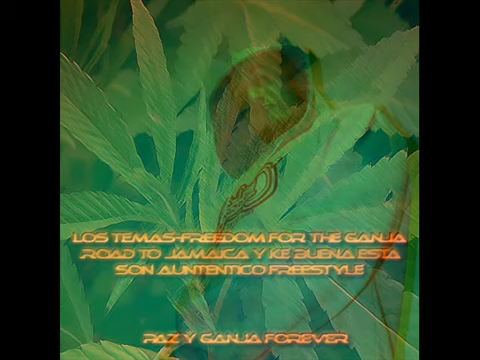 LOS TEMAS-FREEDOM FOR THE GANJA
ROAD TO JAMAICA Y KE BUENA ESTA
SON AUNTENTICO FREESTYLE
PAZ Y GANJA FOREVER